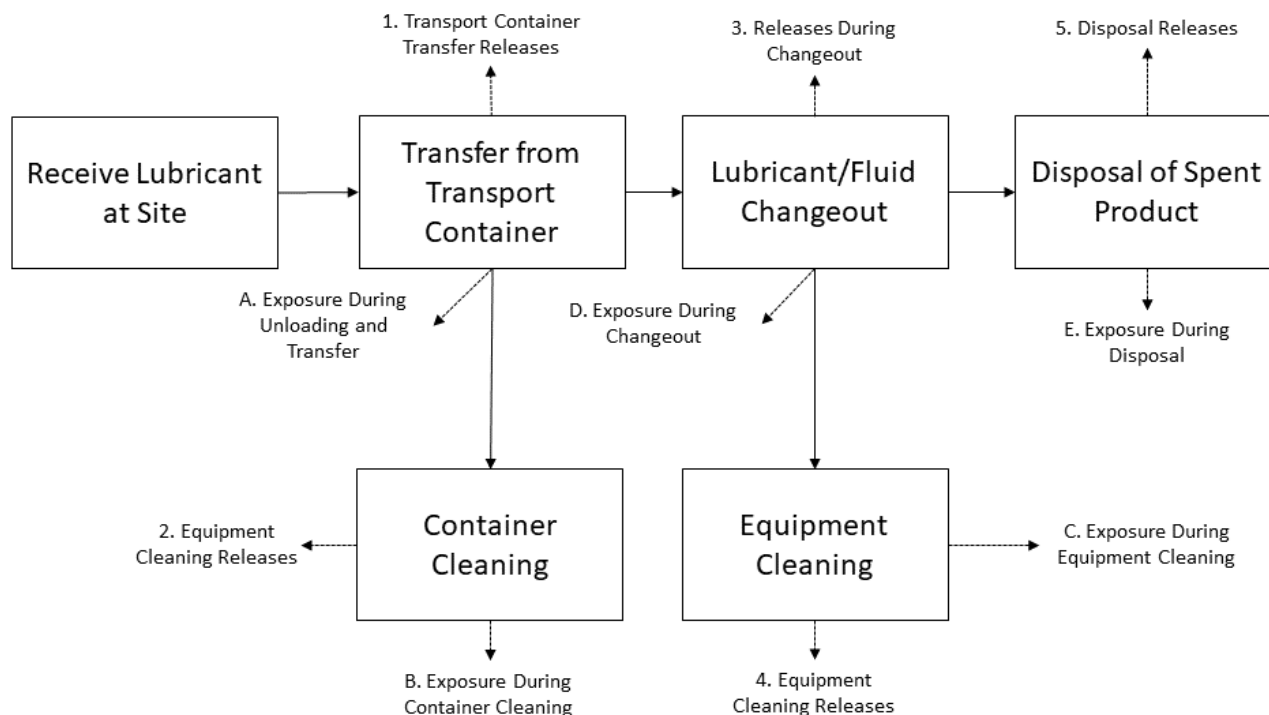 1. Transport Container
Transfer Releases
3. Releases During
Changeout
5. Disposal Releases
Receive Lubricant
at Site
Transfer from
Transport
Container
Lubricant/Fluid
Changeout
Disposal of Spent
Product
A. Exposure During
Unloading and
Transfer
D. Exposure During
Changeout
E. Exposure During
Disposal
2. Equipment
Cleaning Releases
Container
Cleaning
Equipment
Cleaning
C. Exposure During
Equipment Cleaning
B. Exposure During
Container Cleaning
4. Equipment
Cleaning Releases